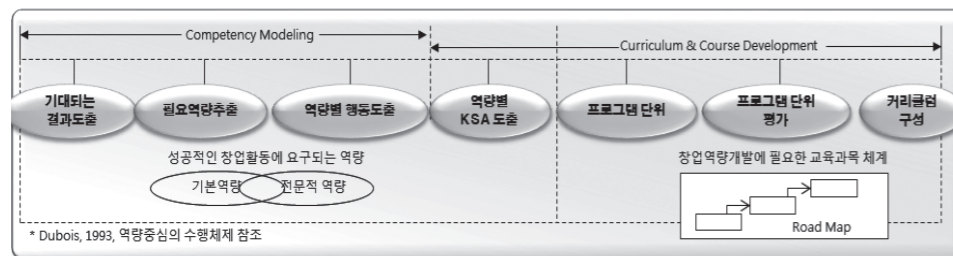 Competency Modeling
Curriculum & Course Development
기대되는
결과도출
필요역량추출
역량별 행동도출
역량별
KSA 도출
프로그램 단위
프로그램 단위
평가
커리큘럼
구성
성공적인 창업활동에 요구되는 역량
기본역량
전문적 역량
창업역량개발에 필요한 교육과목 체계
Road Map
* Dubois, 1993, 역량중심의 수행체제 참조